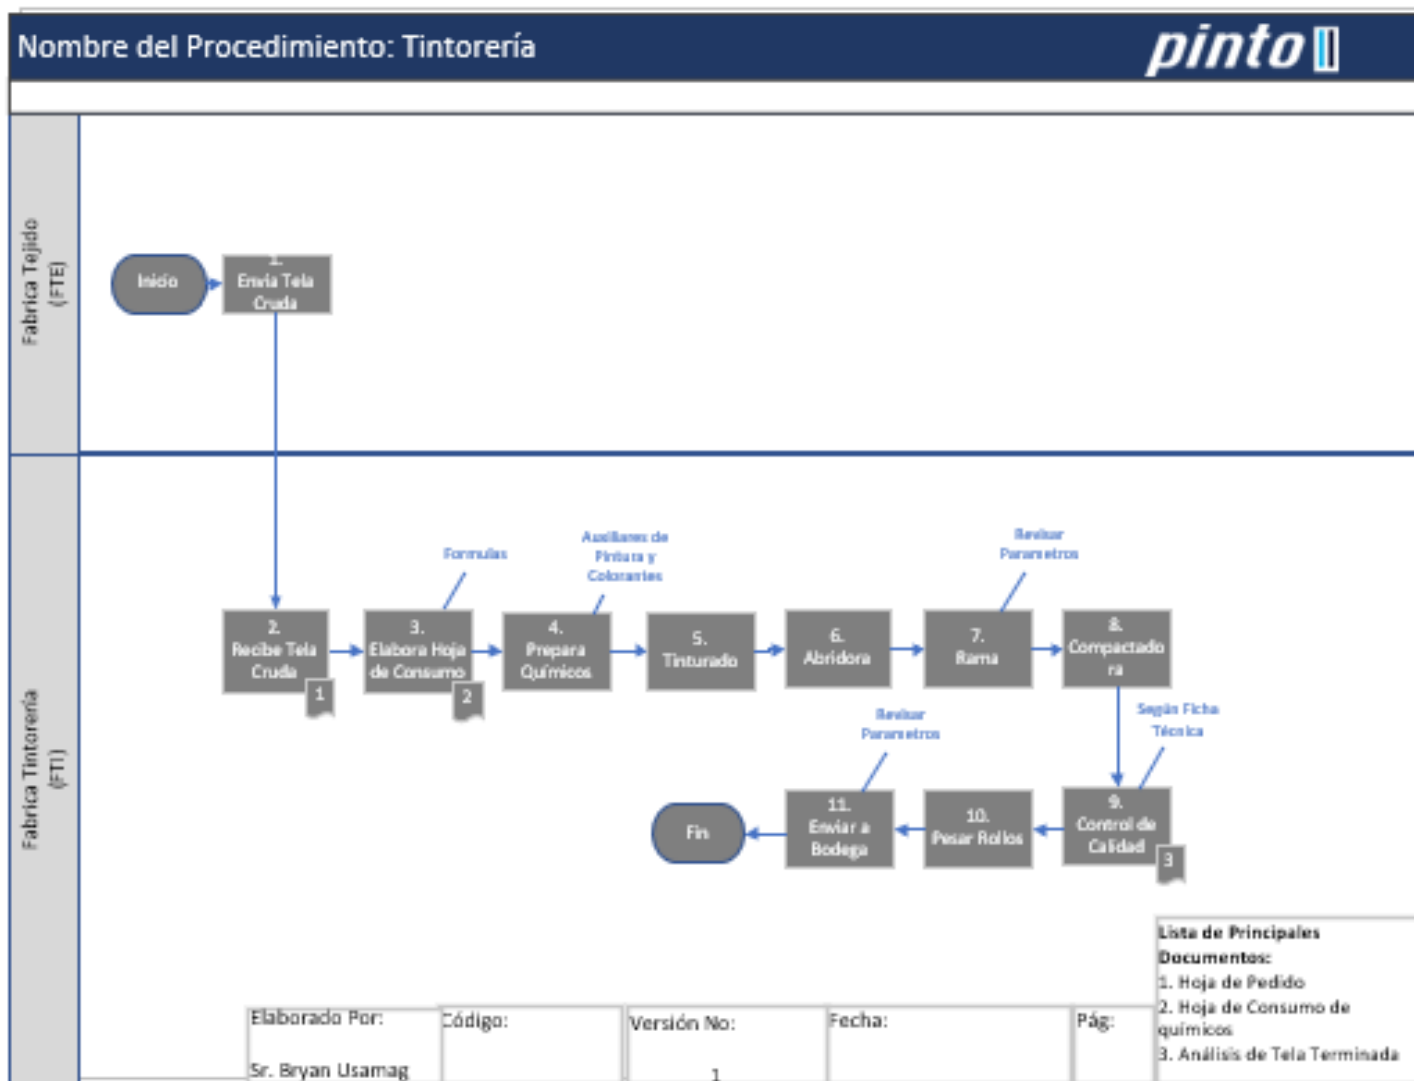 Nombre del Procedimiento: Tintorería
pinto
Fabrica Tejido
(FTE)
Inicio
1.
Envia Tela
Cruda
Fabrica Tintorería
(FTI)
Formulas
Auxiliares de
Pintura y
Colorantes
Revisar
Parametros
2.
Recibe Tela
Cruda
1
3.
Elabora Hoja
de Consumo
2
4.
Prepara
Químicos
5.
Tinturado
6.
Abridora
7.
Rama
8.
Compactado
ra
Revisar
Parametros
Según Ficha
Técnica
Fin
11.
Enviar a
Bodega
10.
Pesar Rollos
9.
Control de
Calidad
3
Lista de Principales
Documentos:
1. Hoja de Pedido
2. Hoja de Consumo de
químicos
3. Análisis de Tela Terminada
Elaborado Por:
Sr. Bryan Usamag
Código:
Versión No:
1
Fecha:
Pág: